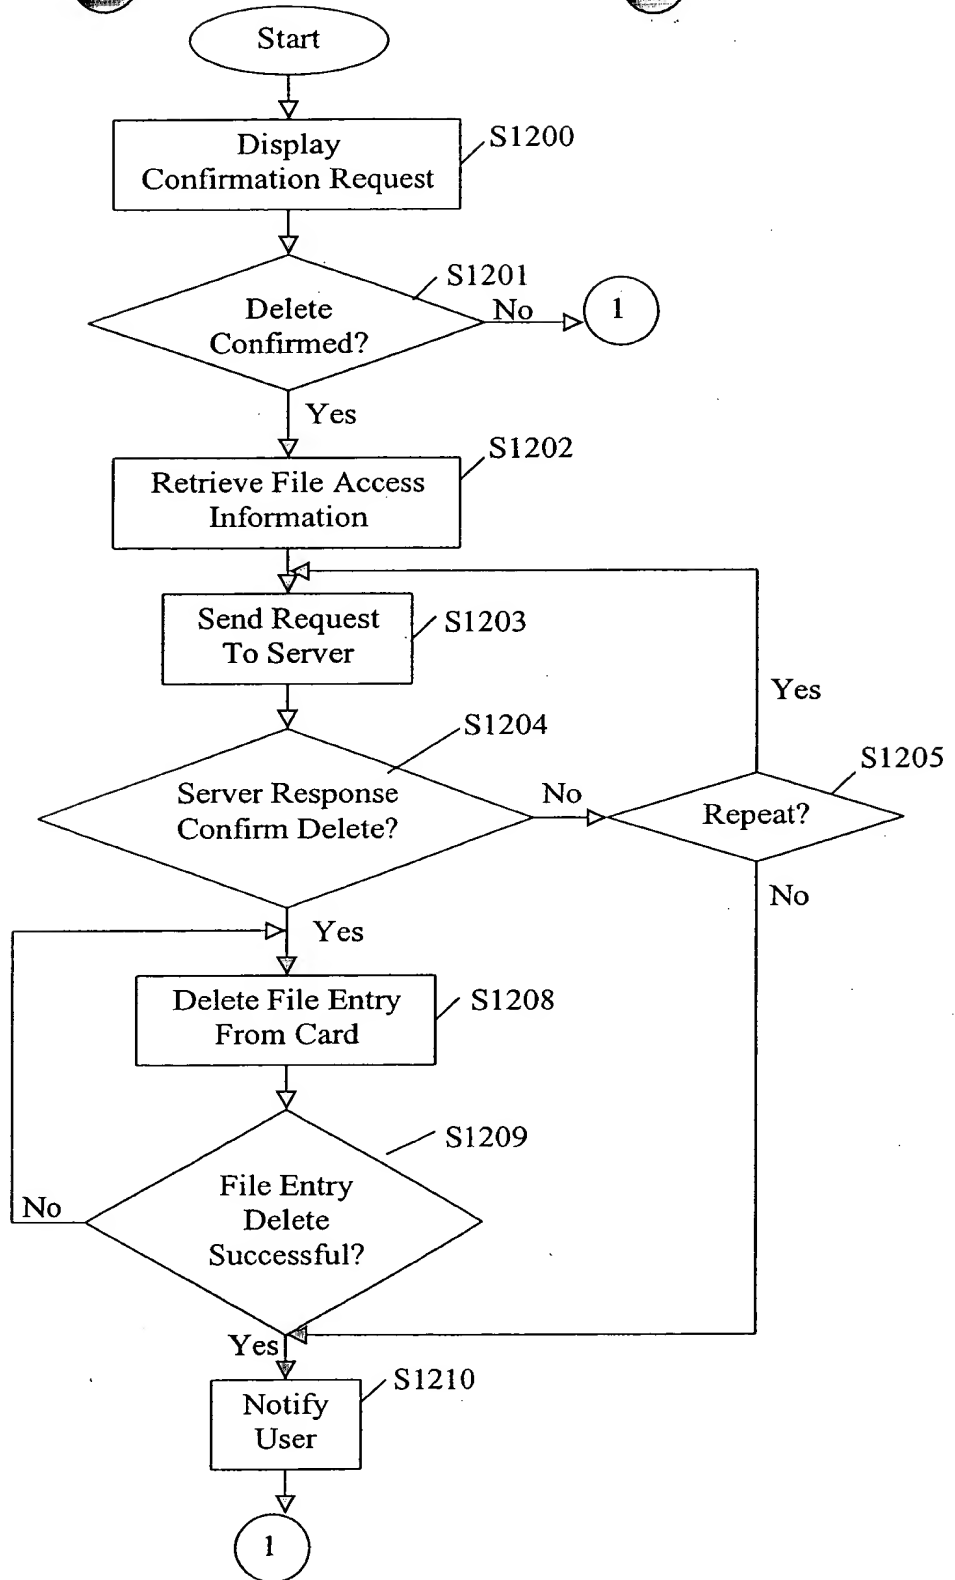 Start
Display
Confirmation Request
S1200
S1201
Delete
Confirmed?
No
1
Yes
S1202
Retrieve File Access
Information
Send Request
To Server
S1203
Yes
S1204
S1205
Server Response
Confirm Delete?
No
Repeat?
No
Yes
Delete File Entry
From Card
S1208
S1209
File Entry
Delete
Successful?
No
Yes
S1210
Notify
User
1